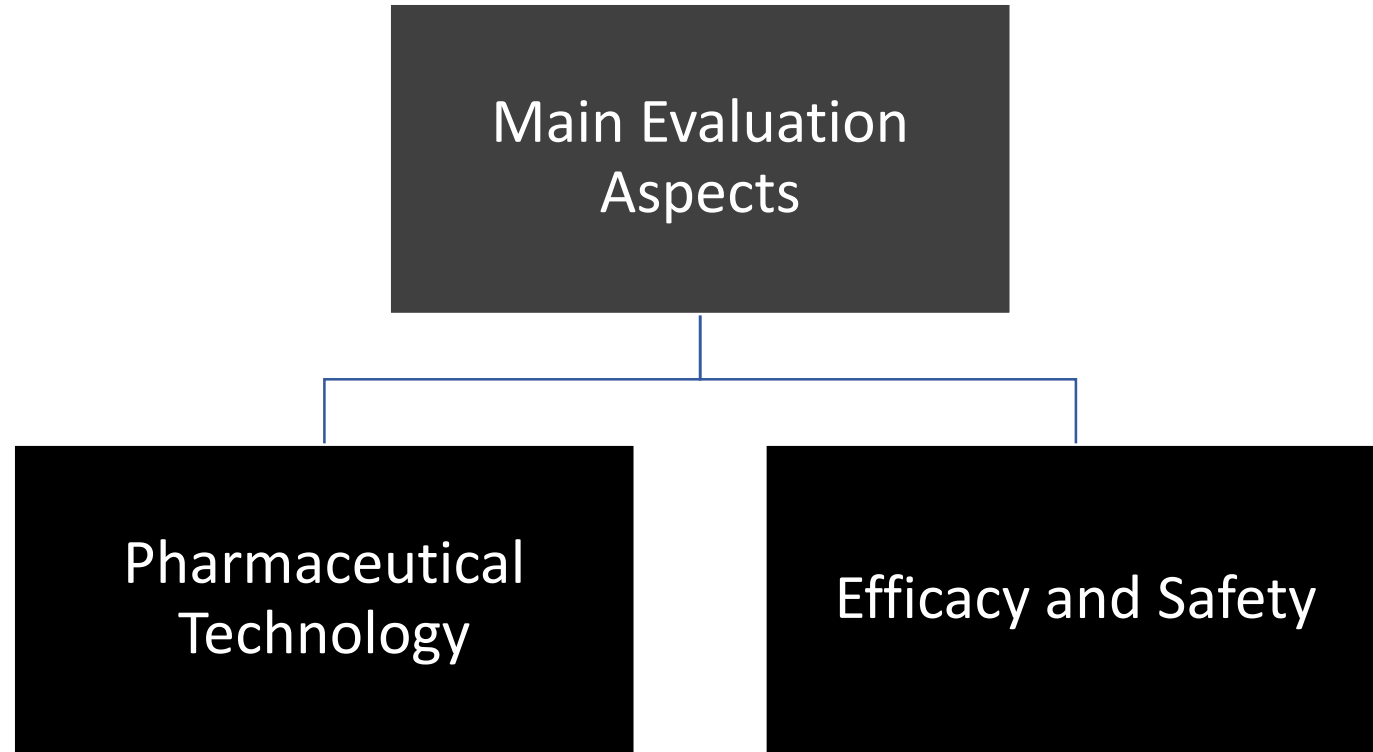 Main Evaluation
Aspects
Pharmaceutical
Technology
Efficacy and Safety